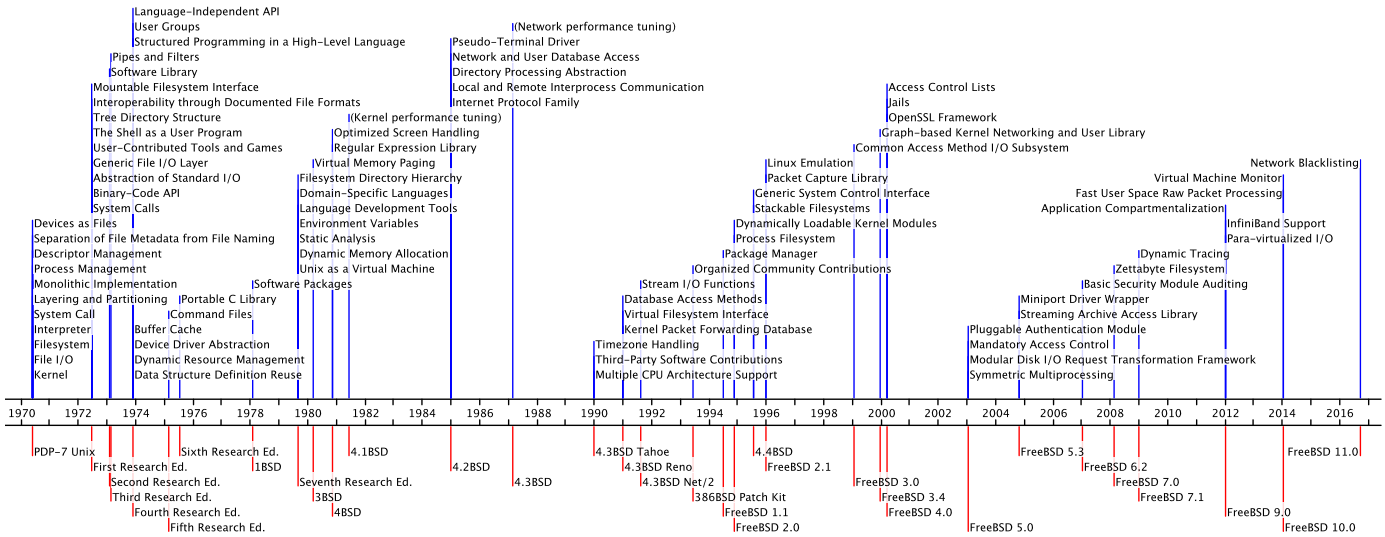 Language-Independent API
User Groups (Network performance tuning)
Structured Programming in a High-Level Language Pseudo-Terminal Driver
Pipes and Filters Network and User Database Access
Software Library Directory Processing Abstraction
Mountable Filesystem Interface Local and Remote Interprocess Communication Access Control Lists
Interoperability through Documented File Formats Internet Protocol Family Jails
Tree Directory Structure (Kernel performance tuning) OpenSSL Framework
The Shell as a User Program Optimized Screen Handling Graph-based Kernel Networking and User Library
User-Contributed Tools and Games Regular Expression Library Common Access Method I/O Subsystem
Generic File I/O Layer Virtual Memory Paging Linux Emulation Network Blacklisting
Abstraction of Standard I/O Filesystem Directory Hierarchy Packet Capture Library Virtual Machine Monitor
Binary-Code API Domain-Specific Languages Generic System Control Interface Fast User Space Raw Packet Processing
System Calls Language Development Tools Stackable Filesystems Application Compartmentalization
Devices as Files Environment Variables Dynamically Loadable Kernel Modules InfiniBand Support
Separation of File Metadata from File Naming Static Analysis Process Filesystem Para-virtualized I/O
Descriptor Management Dynamic Memory Allocation Package Manager Dynamic Tracing
Process Management Unix as a Virtual Machine Organized Community Contributions Zettabyte Filesystem
Monolithic Implementation Software Packages Stream I/O Functions Basic Security Module Auditing
Layering and Partitioning Portable C Library Database Access Methods Miniport Driver Wrapper
System Call Command Files Virtual Filesystem Interface Streaming Archive Access Library
Interpreter Buffer Cache Kernel Packet Forwarding Database Pluggable Authentication Module
Filesystem Device Driver Abstraction Timezone Handling Mandatory Access Control
File I/O Dynamic Resource Management Third-Party Software Contributions Modular Disk I/O Request Transformation Framework
Kernel Data Structure Definition Reuse Multiple CPU Architecture Support Symmetric Multiprocessing
1970 1972 1974 1976 1978 1980 1982 1984 1986 1988 1990 1992 1994 1996 1998 2000 2002 2004 2006 2008 2010 2012 2014 2016
PDP-7 Unix Sixth Research Ed. 4.1BSD 4.3BSD Tahoe 4.4BSD FreeBSD 5.3 FreeBSD 11.0
First Research Ed. 1BSD 4.2BSD 4.3BSD Reno FreeBSD 2.1 FreeBSD 6.2
Second Research Ed. Seventh Research Ed. 4.3BSD 4.3BSD Net/2 FreeBSD 3.0 FreeBSD 7.0
Third Research Ed. 3BSD 386BSD Patch Kit FreeBSD 3.4 FreeBSD 7.1
Fourth Research Ed. 4BSD FreeBSD 1.1 FreeBSD 4.0 FreeBSD 9.0
Fifth Research Ed. FreeBSD 2.0 FreeBSD 5.0 FreeBSD 10.0